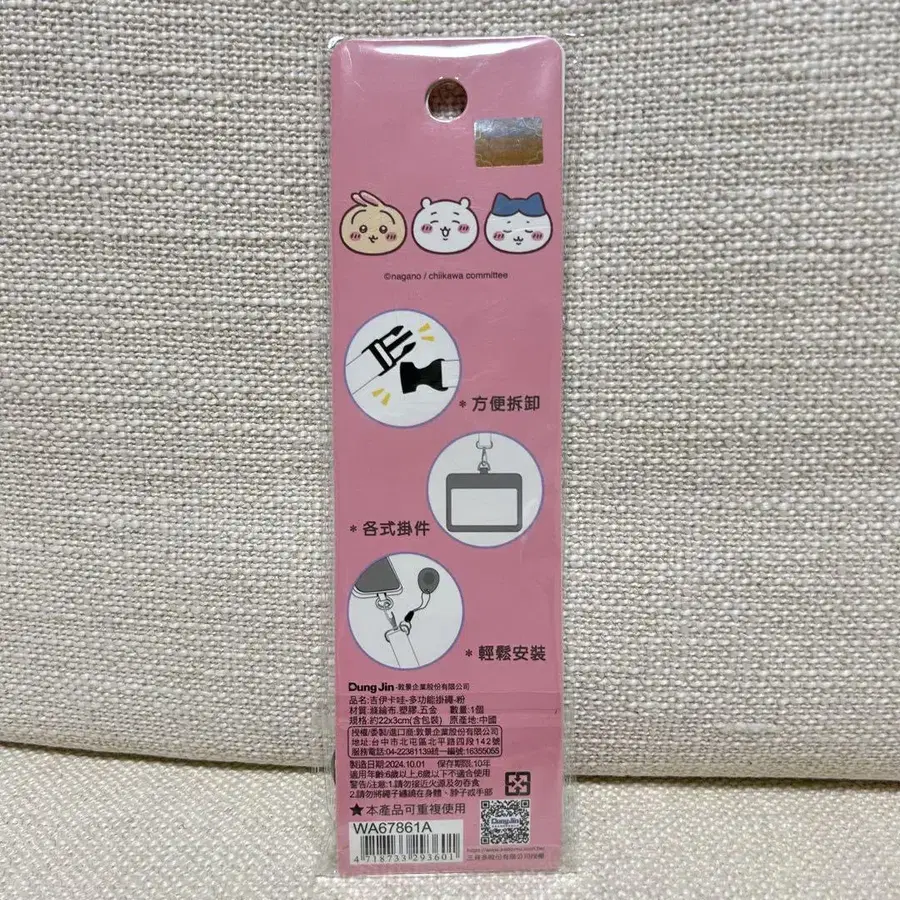 ©nagano / chiikawa committee
* 方便拆卸
* 各式掛件
* 輕鬆安裝
DungJin-敦景企業股份有限公司
品名:吉伊卡哇-多功能掛繩-粉
材質:滌綸布.塑膠.五金 數量:1個
規格:約22x3cm(含包裝) 原產地:中國
授權/委製/進口商:敦景企業股份有限公司
地址:台中市北屯區北平路四段142號
服務電話:04-22381139統一編號:16355055
製造日期:2024.10.01 保存期限:10年
適用年齡:6歲以上,6歲以下不適合使用
警告/注意:1.請勿接近火源及勿吞食
2.請勿將繩子纏繞在身體、脖子或手部
★本產品可重複使用
WA67861A
4 718733 293601
DungJin